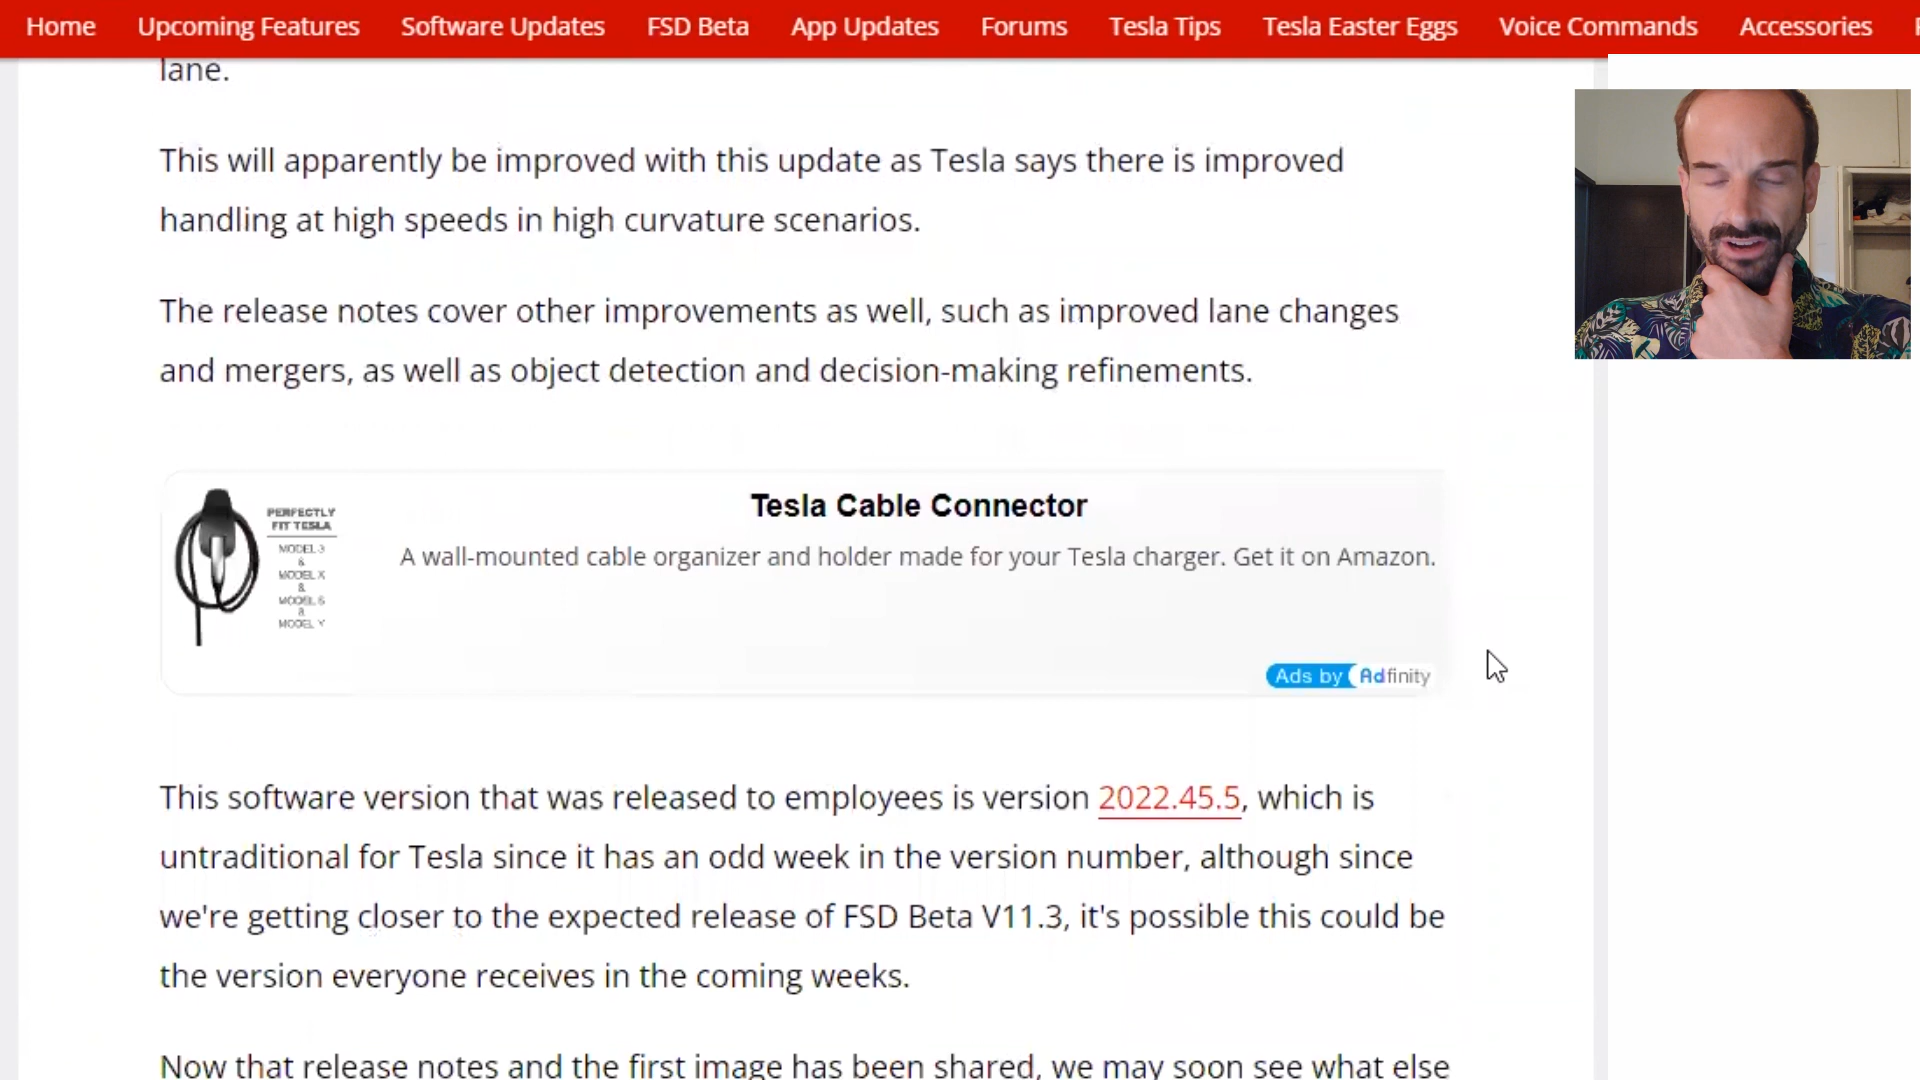 Home Upcoming Features Software Updates FSD Beta App Updates Forums Tesla Tips Tesla Easter Eggs Voice Commands Accessories
lane.
This will apparently be improved with this update as Tesla says there is improved
handling at high speeds in high curvature scenarios.
The release notes cover other improvements as well, such as improved lane changes
and mergers, as well as object detection and decision-making refinements.
PERFECTLY
FIT TESLA
MODEL 3
&
MODEL X
&
MODEL S
&
MODEL Y
Tesla Cable Connector
A wall-mounted cable organizer and holder made for your Tesla charger. Get it on Amazon.
Ads by Adfinity
This software version that was released to employees is version 2022.45.5, which is
untraditional for Tesla since it has an odd week in the version number, although since
we're getting closer to the expected release of FSD Beta V11.3, it's possible this could be
the version everyone receives in the coming weeks.
Now that release notes and the first image has been shared, we may soon see what else